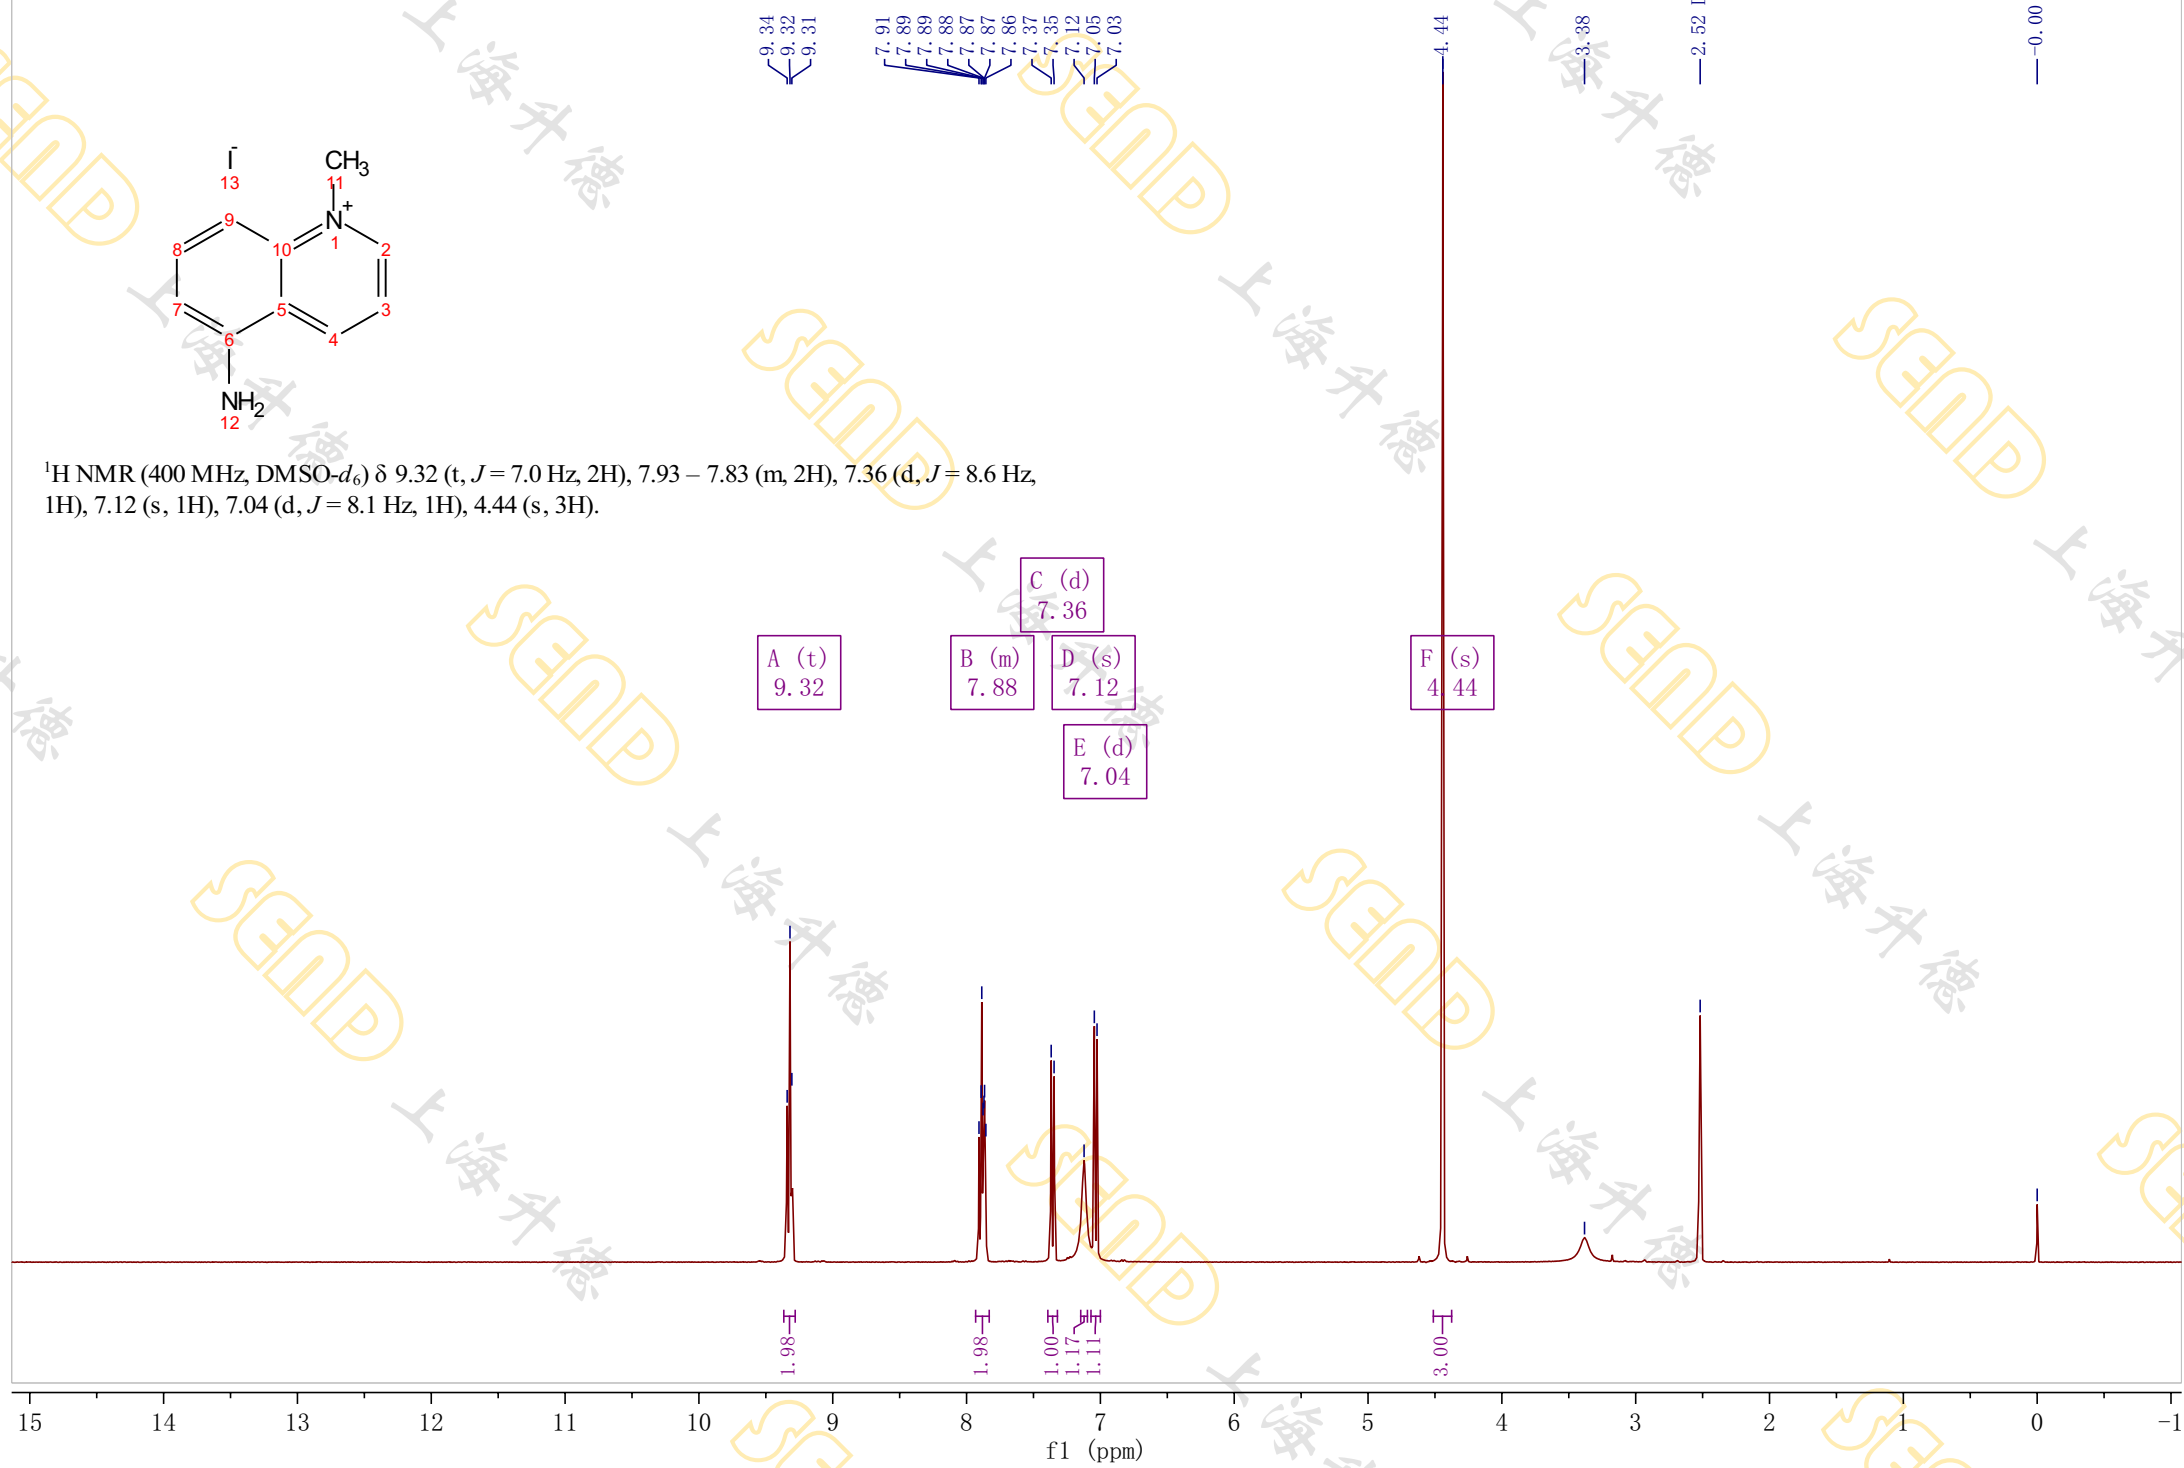 9.34
9.32
9.31
7.91
7.89
7.89
7.88
7.87
7.87
7.86
7.37
7.35
7.12
7.05
7.03
4.44
3.38
2.52
-0.00
I-
13
CH3
11
N+
1
9
8
10
2
7
5
3
6
4
NH2
12
1H NMR (400 MHz, DMSO-d6) δ 9.32 (t, J = 7.0 Hz, 2H), 7.93 – 7.83 (m, 2H), 7.36 (d, J = 8.6 Hz,
1H), 7.12 (s, 1H), 7.04 (d, J = 8.1 Hz, 1H), 4.44 (s, 3H).
C (d)
7.36
A (t)
9.32
B (m)
7.88
D (s)
7.12
F (s)
4.44
E (d)
7.04
1.98
1.98
1.00
1.17
1.11
3.00
15 14 13 12 11 10 9 8 7 6 5 4 3 2 1 0 -1
f1 (ppm)
SEND 上海升德